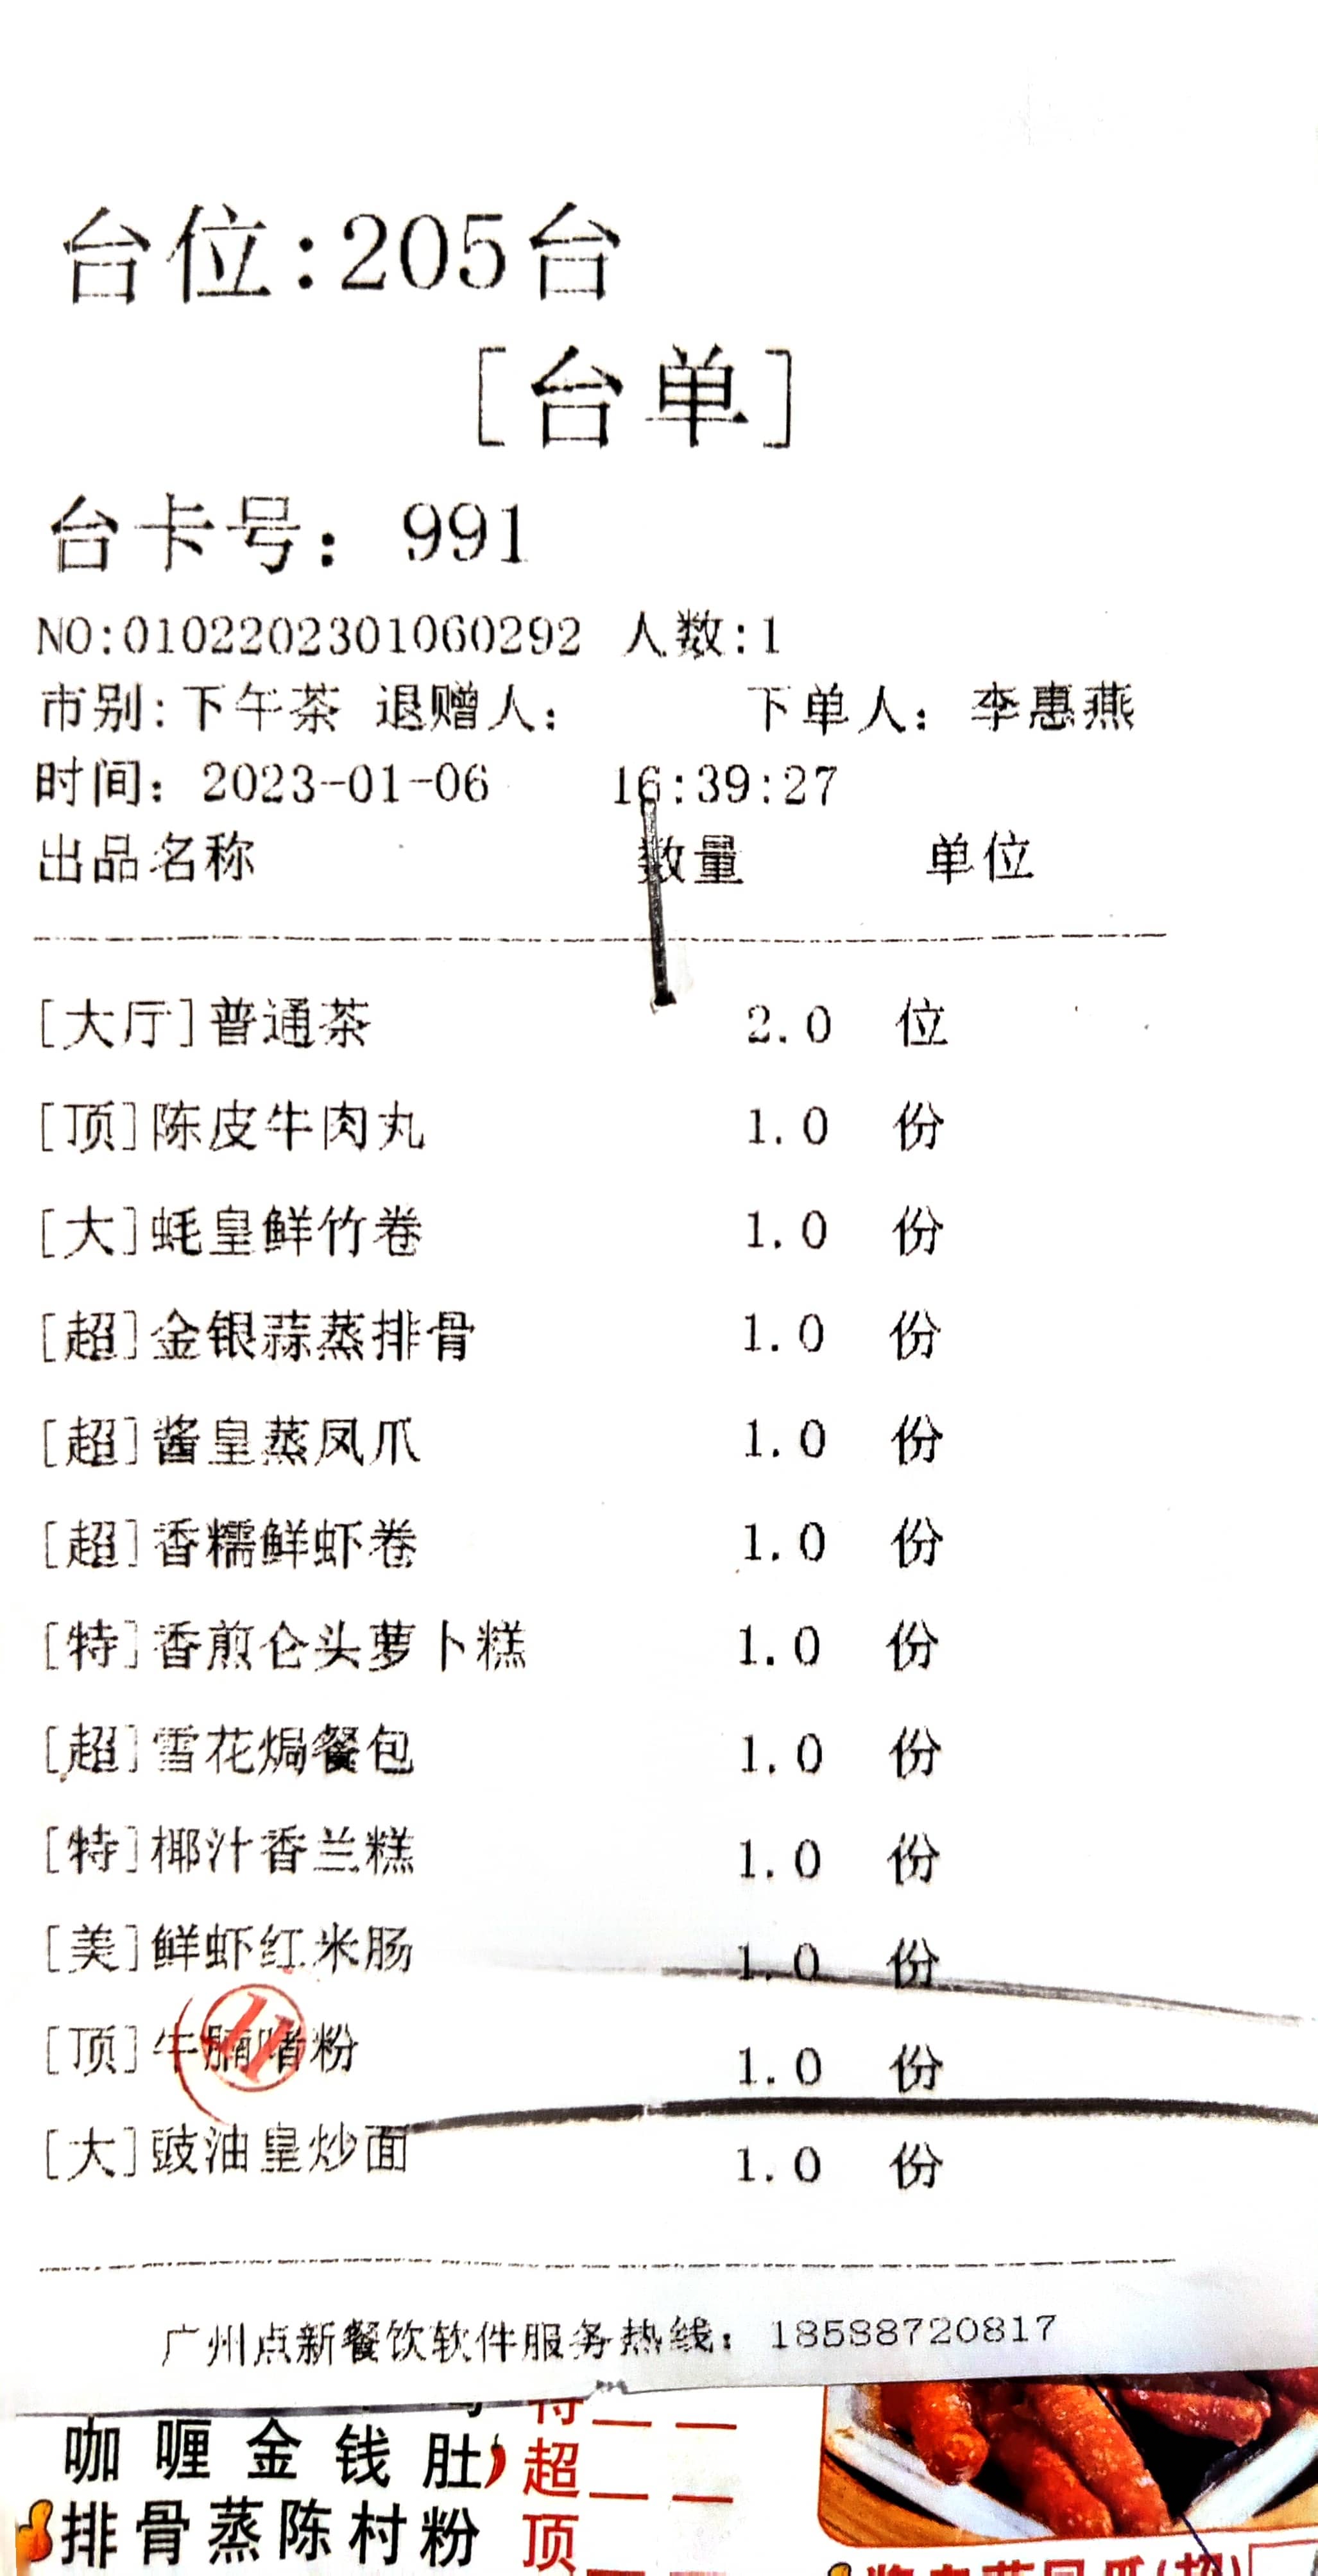 台位:205台
[台单]
台卡号: 991
NO:0102202301060292 人数:1
市别:下午茶 退赠人: 下单人: 李惠燕
时间: 2023-01-06 16:39:27
出品名称 数量 单位
[大厅]普通茶 2.0 位
[顶]陈皮牛肉丸 1.0 份
[大]蚝皇鲜竹卷 1.0 份
[超]金银蒜蒸排骨 1.0 份
[超]酱皇蒸凤爪 1.0 份
[超]香糯鲜虾卷 1.0 份
[特]香煎仑头萝卜糕 1.0 份
[超]雪花焗餐包 1.0 份
[特]椰汁香兰糕 1.0 份
[美]鲜虾红米肠 1.0 份
[顶]牛腩啫粉 1.0 份
[大]豉油皇炒面 1.0 份
广州点新餐饮软件服务热线: 18588720817
特
咖喱金钱肚 超
排骨蒸陈村粉 顶
酱皇蒸凤爪(超)